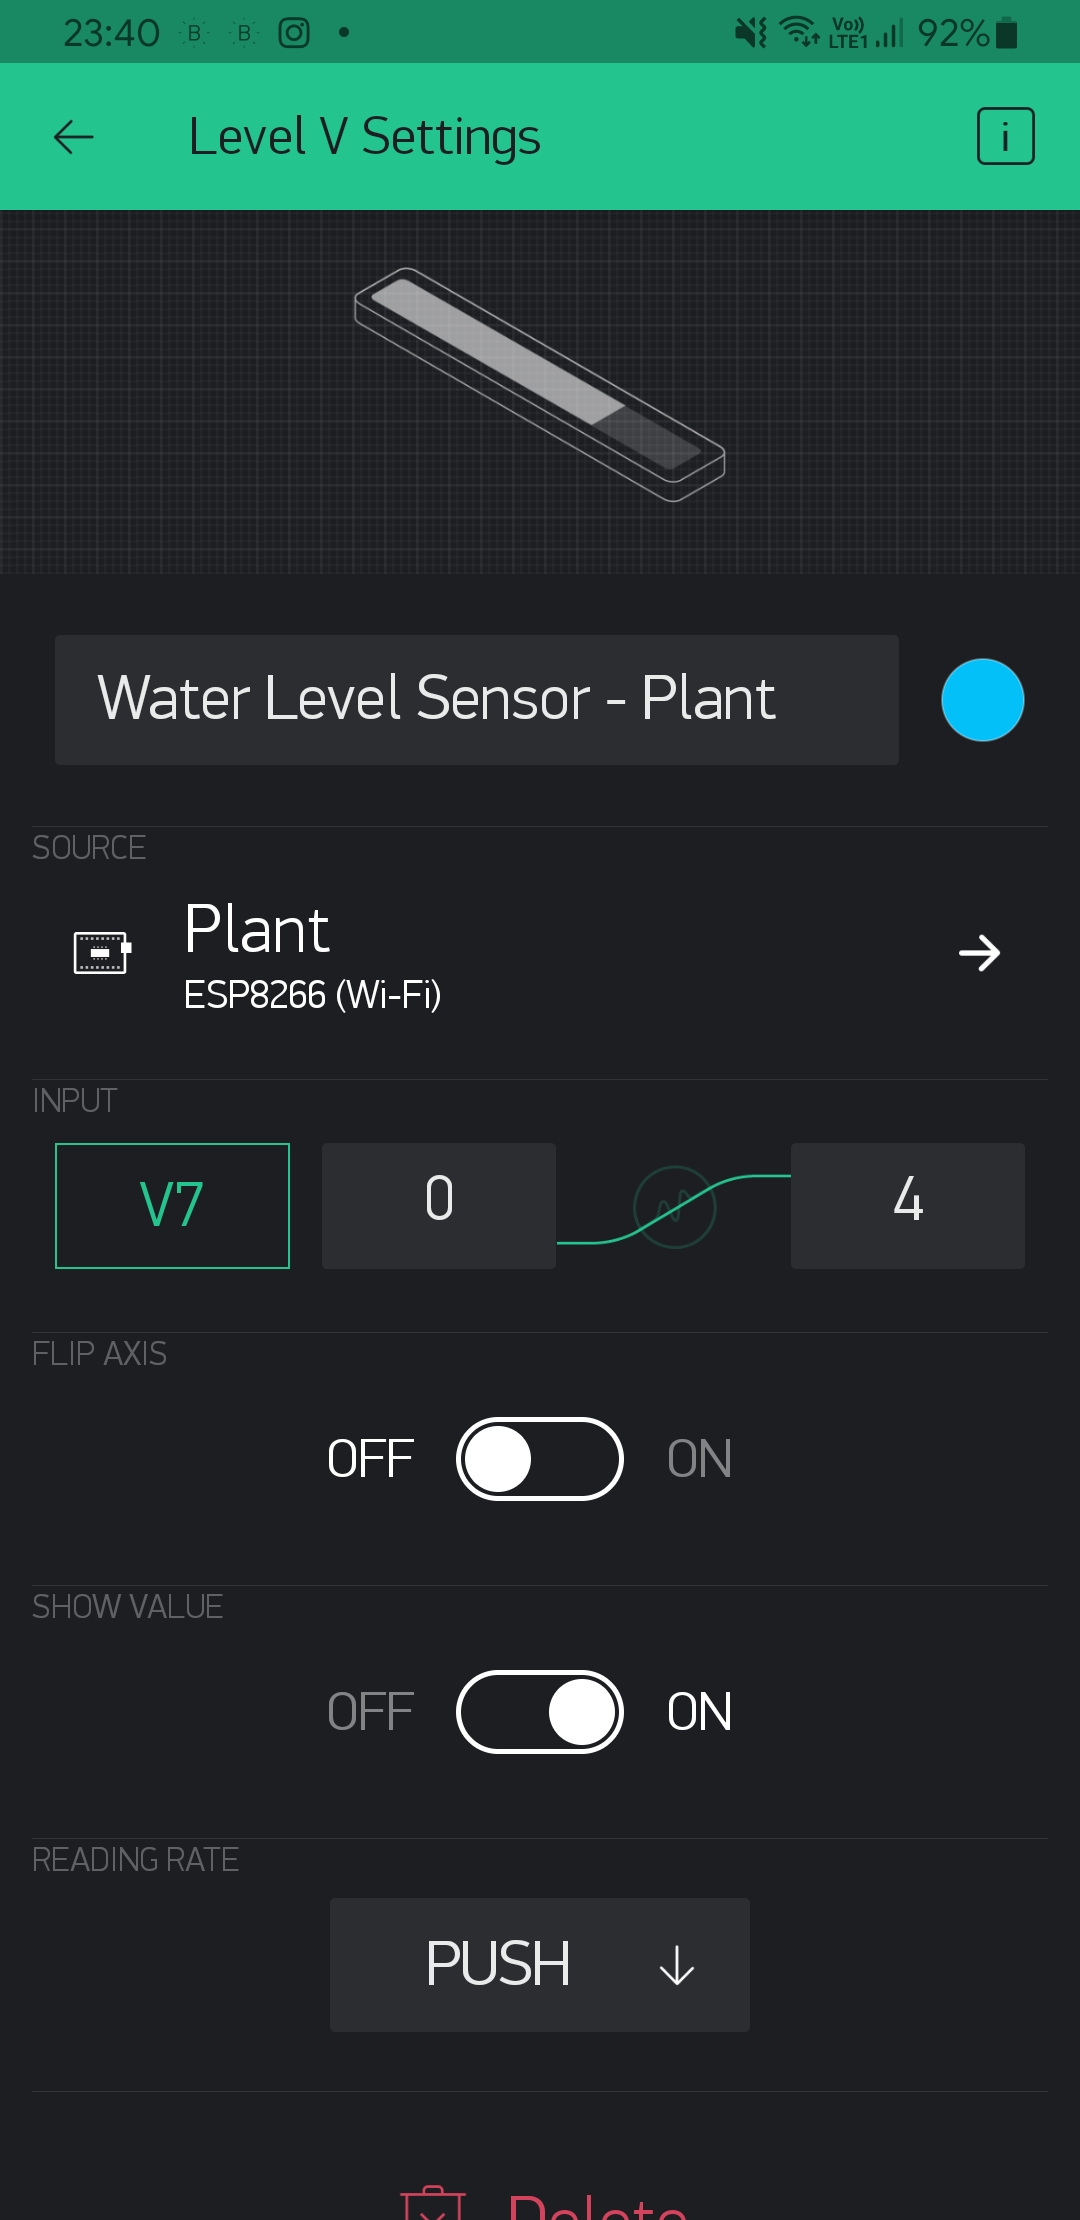 23:40 B B Vo)) LTE1 92%
Level V Settings i
Water Level Sensor - Plant
SOURCE
Plant
ESP8266 (Wi-Fi)
INPUT
V7 0 4
FLIP AXIS
OFF ON
SHOW VALUE
OFF ON
READING RATE
PUSH
Delete